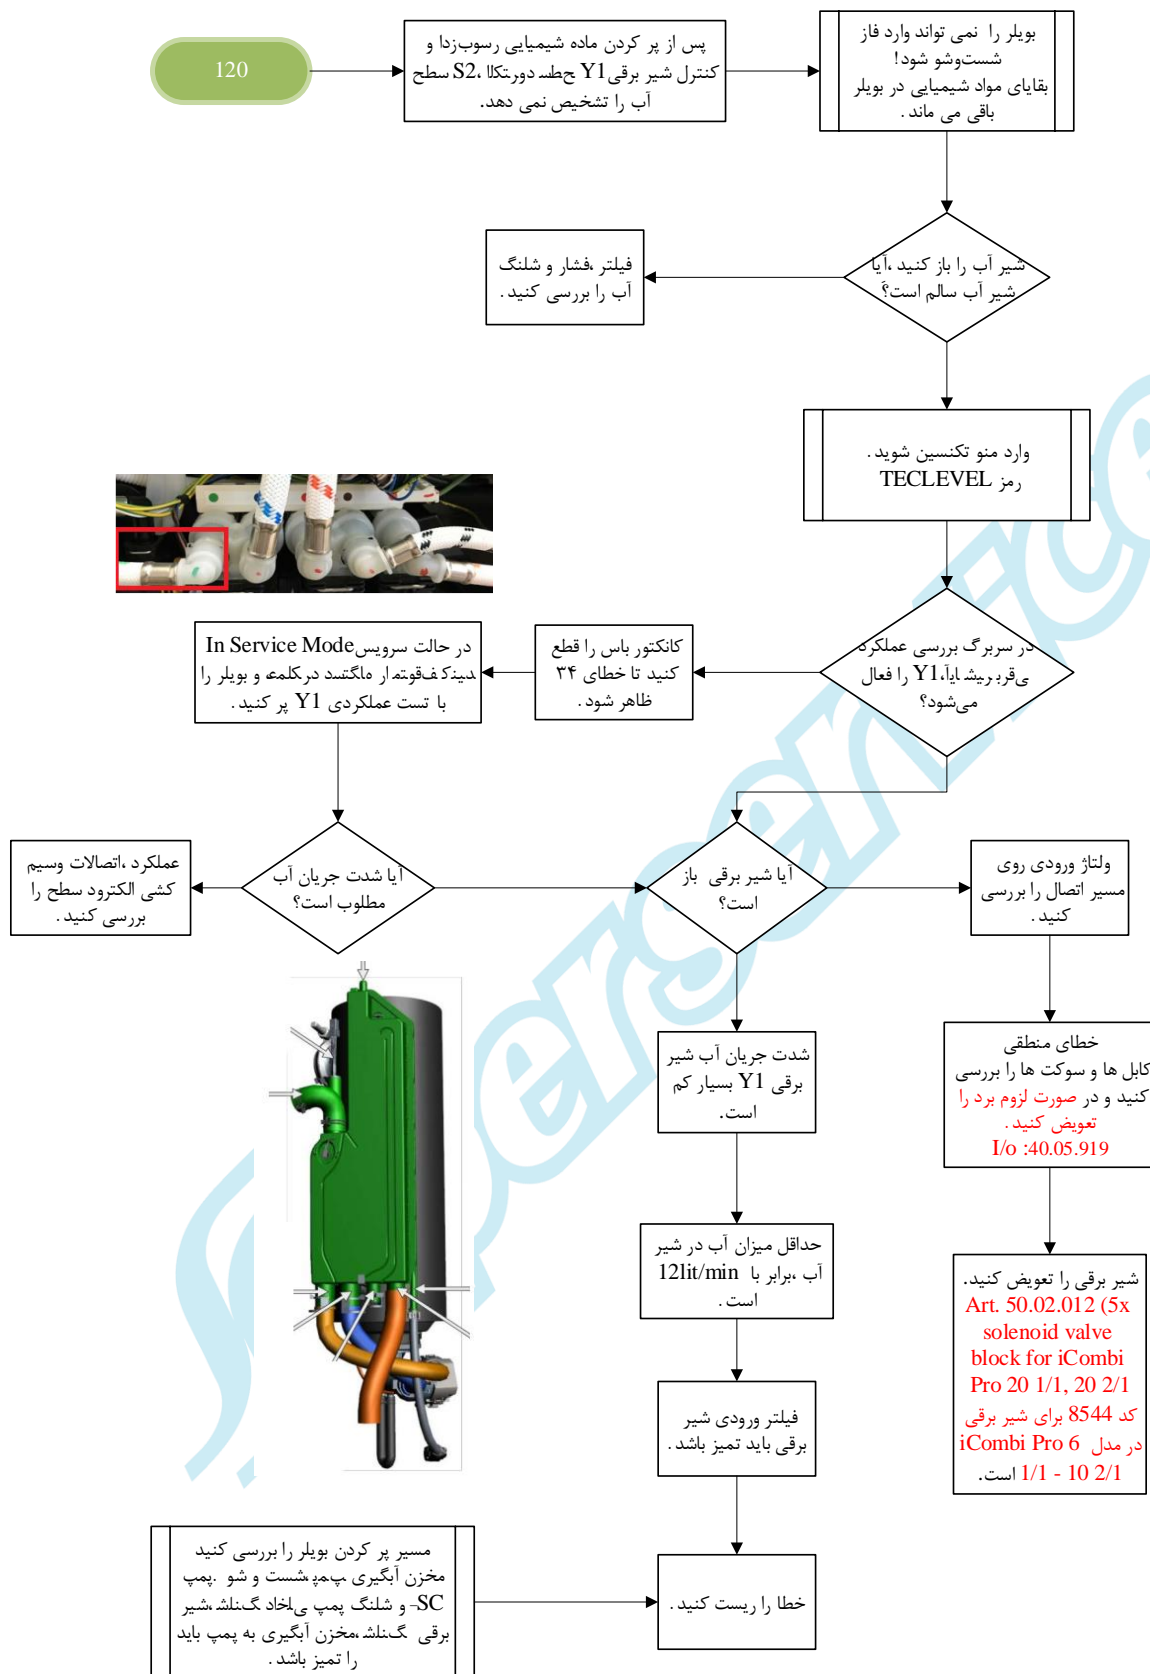 120
پس از پر کردن ماده شیمیایی رسوب‌زدا و
کنترل شیر برقی Y1 حطس دورتکلا، S2 سطح
آب را تشخیص نمی دهد.
بویلر را نمی تواند وارد فاز
شست‌وشو شود!
بقایای مواد شیمیایی در بویلر
باقی می ماند .
شیر آب را باز کنید ،آیا
شیر آب سالم است؟
فیلتر ،فشار و شلنگ
آب را بررسی کنید .
وارد منو تکنسین شوید .
رمز TECLEVEL
در سربرگ بررسی عملکرد
Y1، را فعال
می‌شود؟
کانکتور باس را قطع
کنید تا خطای ۳۴
ظاهر شود .
در حالت سرویس In Service Mode
و بویلر را
با تست عملکردی Y1 پر کنید .
آیا شدت جریان آب
مطلوب است؟
عملکرد ،اتصالات وسیم
کشی الکترود سطح را
بررسی کنید .
آیا شیر برقی باز
است؟
ولتاژ ورودی روی
مسیر اتصال را بررسی
کنید .
شدت جریان آب شیر
برقی Y1 بسیار کم
است.
خطای منطقی
کابل ها و سوکت ها را بررسی
کنید و در صورت لزوم برد را
تعویض کنید .
I/o :40.05.919
حداقل میزان آب در شیر
آب ،برابر با 12lit/min
است .
شیر برقی را تعویض کنید.
Art. 50.02.012 (5x
solenoid valve
block for iCombi
Pro 20 1/1, 20 2/1
کد 8544 برای شیر برقی
در مدل iCombi Pro 6
1/1 - 10 2/1 است.
فیلتر ورودی شیر
برقی باید تمیز باشد .
مسیر پر کردن بویلر را بررسی کنید
مخزن آبگیری پمپ،شست و شو .پمپ
SC- و شلنگ پمپ ،شیر
برقی ،مخزن آبگیری به پمپ باید
را تمیز باشد .
خطا را ریست کنید .